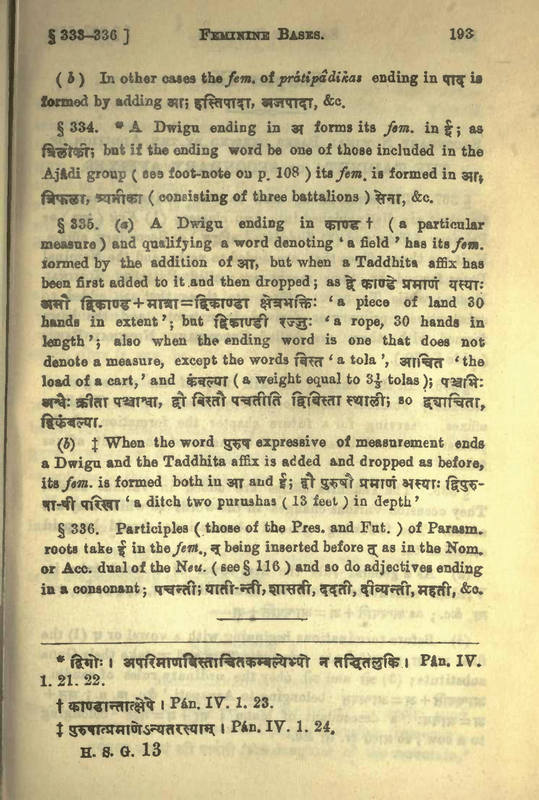 § 333-336 ] FEMININE BASES. 193
( b ) In other cases the fem. of prátipâdikas ending in पाद is
formed by adding आ; हस्तिपादा, अजपादा, &c.
§ 334. * A Dwigu ending in अ forms its fem. in ई; as
त्रिलोकी; but if the ending word be one of those included in the
Ajâdi group ( see foot-note on p. 108 ) its fem. is formed in आ;
त्रिफला, त्र्यनीका ( consisting of three battalions ) सेना, &c.
§ 335. (a) A Dwigu ending in काण्ड † ( a particular
measure ) and qualifying a word denoting ' a field ' has its fem.
formed by the addition of आ, but when a Taddhita affix has
been first added to it and then dropped; as द्वे काण्डे प्रमाणं यस्याः
असौ द्विकाण्ड+मात्रा=द्विकाण्डा क्षेत्रभक्तिः 'a piece of land 30
hands in extent'; but द्विकाण्डी रज्जुः 'a rope, 30 hands in
length'; also when the ending word is one that does not
denote a measure, except the words बिस्त 'a tola', आचित 'the
load of a cart,' and कंबल्या ( a weight equal to 3½ tolas ); पञ्चभिः
अश्वैः क्रीता पञ्चाश्वा, द्वौ बिस्तौ पचतीति द्विबिस्ता स्थाली; so द्व्याचिता,
द्विकंबल्या.
(b) ‡ When the word पुरुष expressive of measurement ends
a Dwigu and the Taddhita affix is added and dropped as before,
its fem. is formed both in आ and ई; द्वौ पुरुषौ प्रमाणं अस्याः द्विपुरु-
षा-षी परिखा ' a ditch two purushas ( 13 feet ) in depth'
§ 336. Participles ( those of the Pres. and Fut. ) of Parasm.
roots take ई in the fem., न् being inserted before त् as in the Nom.
or Acc. dual of the Neu. ( see § 116 ) and so do adjectives ending
in a consonant; पचन्ती; याती-न्ती, शासती, ददती, दीव्यन्ती, महती, &c.
* द्विगोः । अपरिमाणबिस्ताचितकम्बल्येभ्यो न तद्धितलुकि । Pán. IV.
1. 21. 22.
† काण्डान्तात्क्षेत्रे । Pán. IV. 1. 23.
‡ पुरुषात्प्रमाणेऽन्यतरस्याम् । Pán. IV. 1. 24.
H. S. G. 13